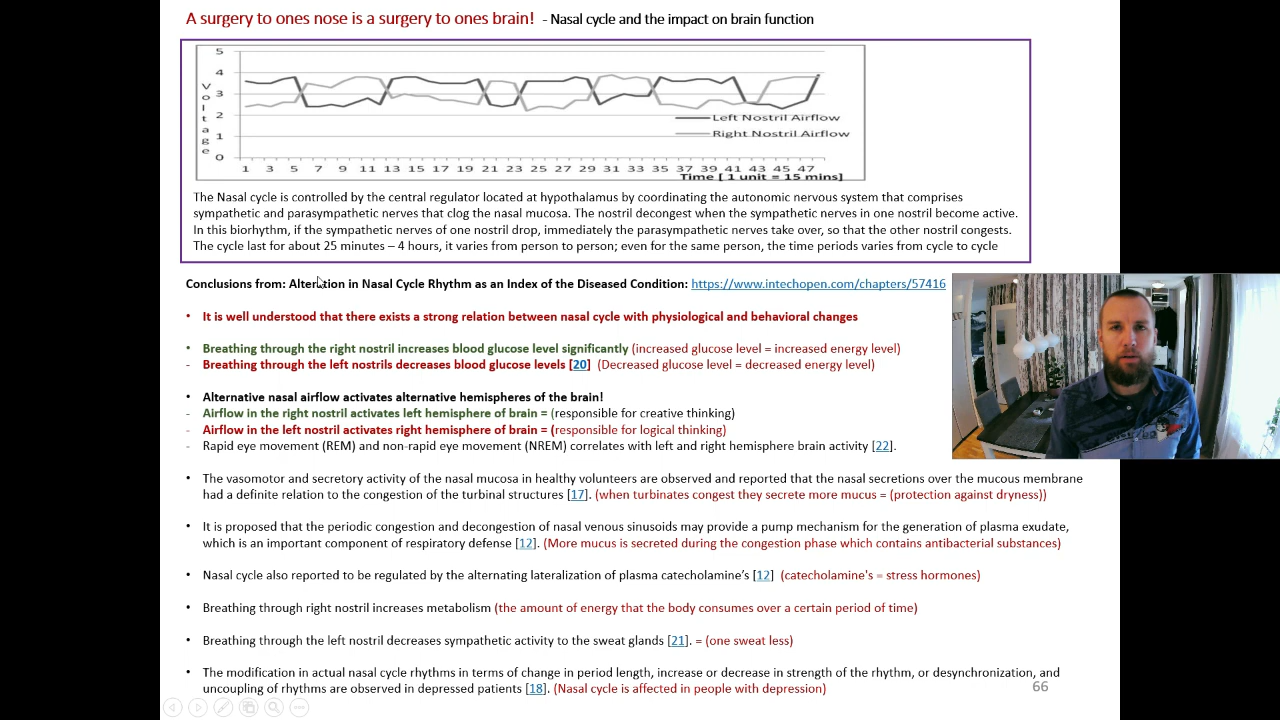 A surgery to ones nose is a surgery to ones brain! - Nasal cycle and the impact on brain function
5
4
3
2
1
0
Voltage
Left Nostril Airflow
Right Nostril Airflow
1 3 5 7 9 11 13 15 17 19 21 23 25 27 29 31 33 35 37 39 41 43 45 47
Time [ 1 unit = 15 mins]
The Nasal cycle is controlled by the central regulator located at hypothalamus by coordinating the autonomic nervous system that comprises
sympathetic and parasympathetic nerves that clog the nasal mucosa. The nostril decongest when the sympathetic nerves in one nostril become active.
In this biorhythm, if the sympathetic nerves of one nostril drop, immediately the parasympathetic nerves take over, so that the other nostril congests.
The cycle last for about 25 minutes – 4 hours, it varies from person to person; even for the same person, the time periods varies from cycle to cycle
Conclusions from: Alteration in Nasal Cycle Rhythm as an Index of the Diseased Condition: https://www.intechopen.com/chapters/57416
• It is well understood that there exists a strong relation between nasal cycle with physiological and behavioral changes
• Breathing through the right nostril increases blood glucose level significantly (increased glucose level = increased energy level)
- Breathing through the left nostrils decreases blood glucose levels [20] (Decreased glucose level = decreased energy level)
• Alternative nasal airflow activates alternative hemispheres of the brain!
- Airflow in the right nostril activates left hemisphere of brain = (responsible for creative thinking)
- Airflow in the left nostril activates right hemisphere of brain = (responsible for logical thinking)
- Rapid eye movement (REM) and non-rapid eye movement (NREM) correlates with left and right hemisphere brain activity [22].
• The vasomotor and secretory activity of the nasal mucosa in healthy volunteers are observed and reported that the nasal secretions over the mucous membrane
had a definite relation to the congestion of the turbinal structures [17]. (when turbinates congest they secrete more mucus = (protection against dryness))
• It is proposed that the periodic congestion and decongestion of nasal venous sinusoids may provide a pump mechanism for the generation of plasma exudate,
which is an important component of respiratory defense [12]. (More mucus is secreted during the congestion phase which contains antibacterial substances)
• Nasal cycle also reported to be regulated by the alternating lateralization of plasma catecholamine’s [12] (catecholamine's = stress hormones)
• Breathing through right nostril increases metabolism (the amount of energy that the body consumes over a certain period of time)
• Breathing through the left nostril decreases sympathetic activity to the sweat glands [21]. = (one sweat less)
• The modification in actual nasal cycle rhythms in terms of change in period length, increase or decrease in strength of the rhythm, or desynchronization, and
uncoupling of rhythms are observed in depressed patients [18]. (Nasal cycle is affected in people with depression)
66